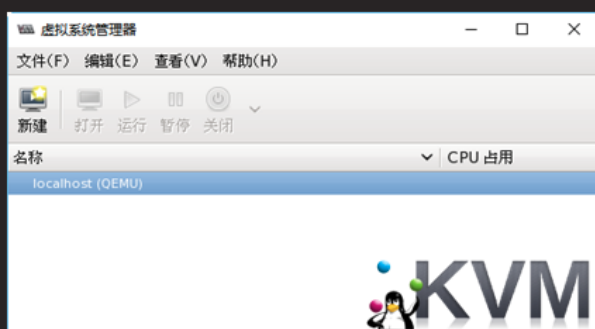 虚拟系统管理器
文件(F) 编辑(E) 查看(V) 帮助(H)
新建 打开 运行 暂停 关闭
名称 CPU 占用
localhost (QEMU)
KVM